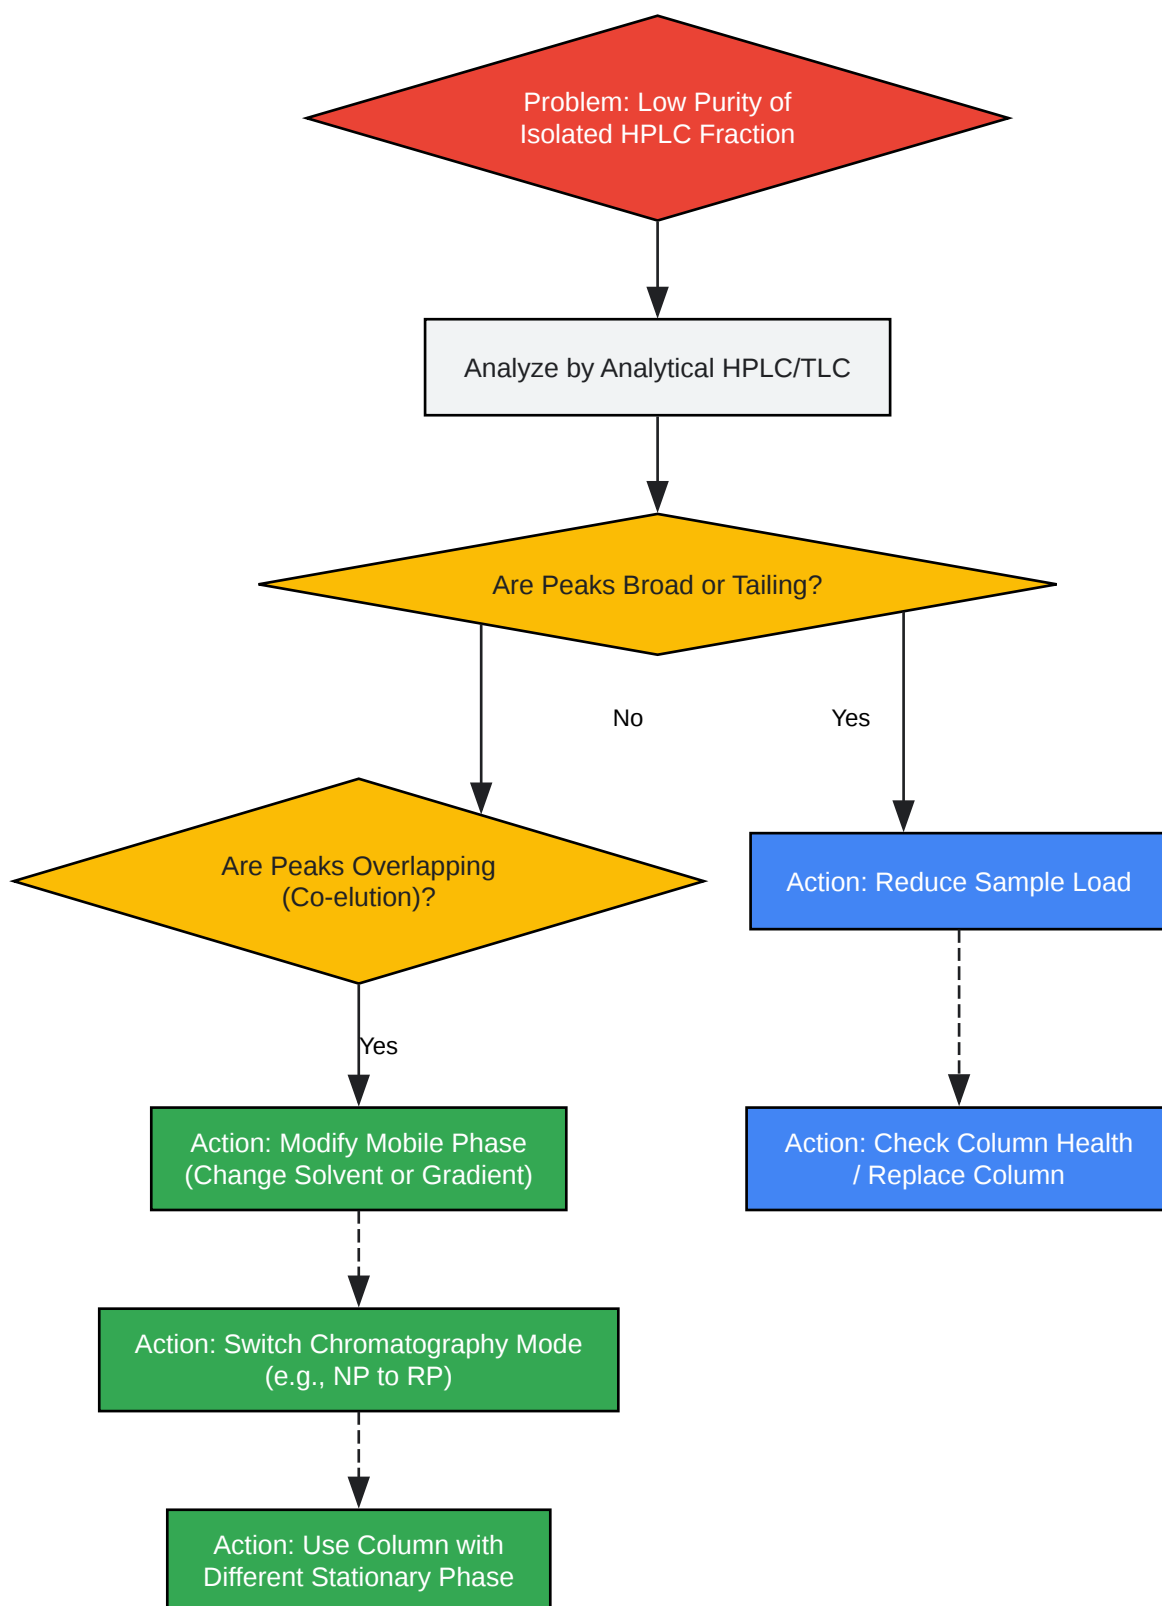 Problem: Low Purity of
Isolated HPLC Fraction
Analyze by Analytical HPLC/TLC
Are Peaks Broad or Tailing?
No
Yes
Are Peaks Overlapping
(Co-elution)?
Action: Reduce Sample Load
Yes
Action: Modify Mobile Phase
(Change Solvent or Gradient)
Action: Check Column Health
/ Replace Column
Action: Switch Chromatography Mode
(e.g., NP to RP)
Action: Use Column with
Different Stationary Phase